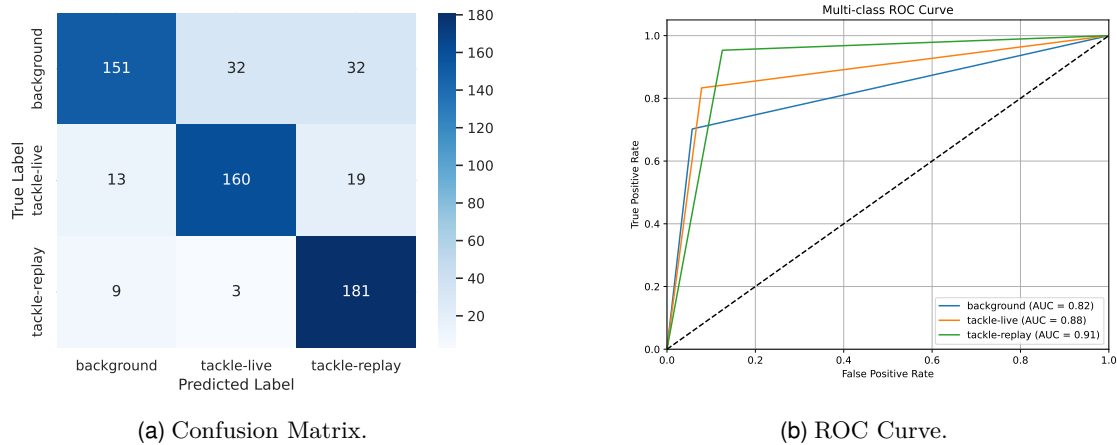 True Label
background
tackle-live
tackle-replay
151 32 32
13 160 19
9 3 181
background tackle-live tackle-replay
Predicted Label
180
160
140
120
100
80
60
40
20
(a) Confusion Matrix.
Multi-class ROC Curve
True Positive Rate
1.0
0.8
0.6
0.4
0.2
0.0
0.0 0.2 0.4 0.6 0.8 1.0
False Positive Rate
background (AUC = 0.82)
tackle-live (AUC = 0.88)
tackle-replay (AUC = 0.91)
(b) ROC Curve.